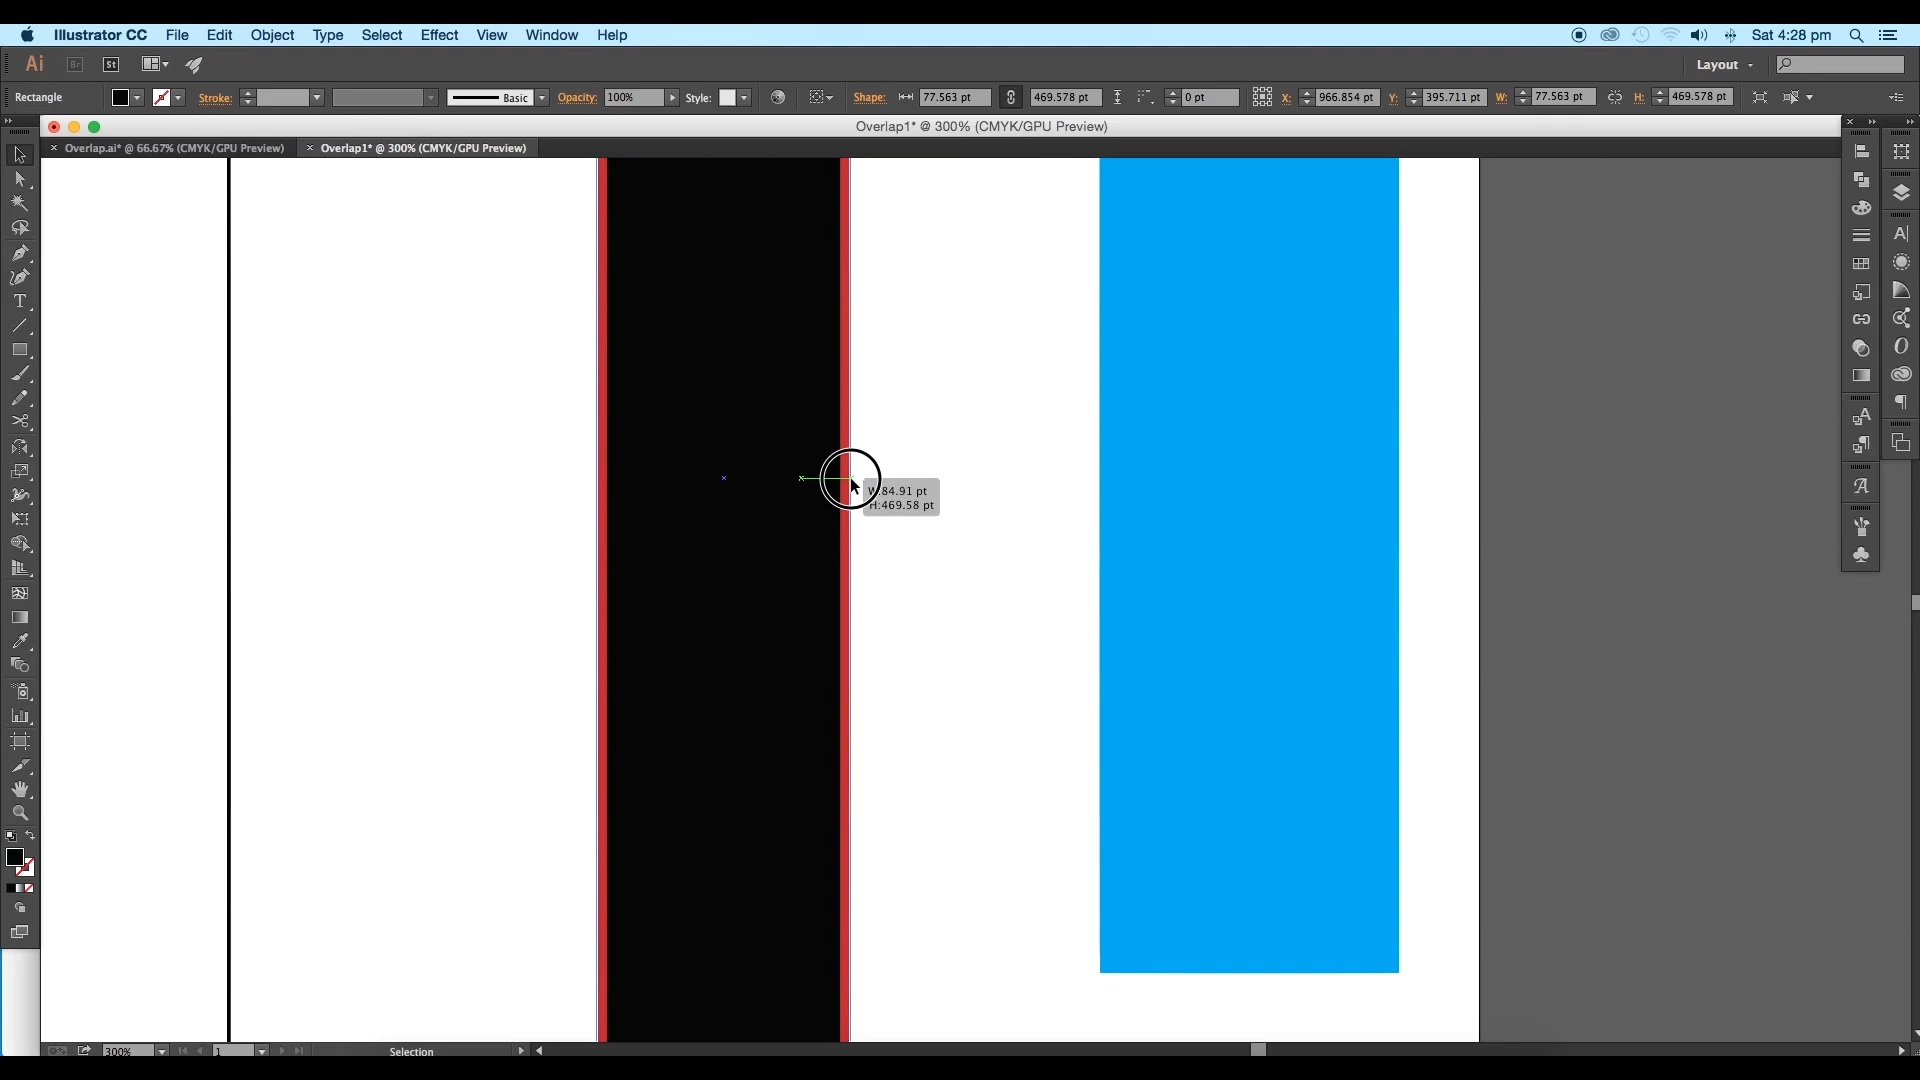 Illustrator CC File Edit Object Type Select Effect View Window Help Sat 4:28 pm
Ai Br St Layout
Rectangle Stroke: Basic Opacity: 100% Style: Shape: 77.563 pt 469.578 pt 0 pt X: 966.854 pt Y: 395.711 pt W: 77.563 pt H: 469.578 pt
Overlap1* @ 300% (CMYK/GPU Preview)
Overlap.ai* @ 66.67% (CMYK/GPU Preview) Overlap1* @ 300% (CMYK/GPU Preview)
W:84.91 pt
H:469.58 pt
300% 1 Selection